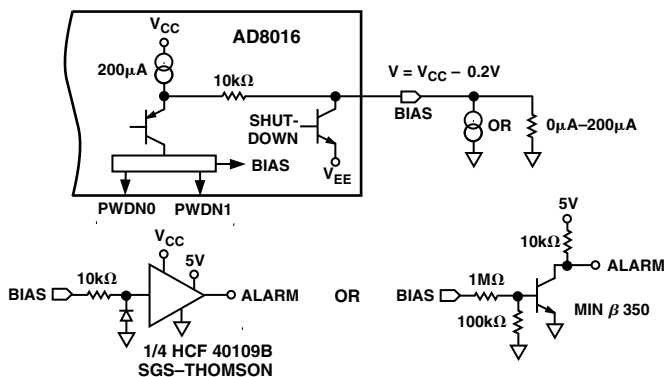 AD8016
VCC
200µA
10kΩ
SHUT-
DOWN
VEE
BIAS
PWDN0 PWDN1
V = VCC – 0.2V
BIAS
OR
0µA–200µA
BIAS
10kΩ
VCC
5V
ALARM
1/4 HCF 40109B
SGS–THOMSON
OR
BIAS
1MΩ
100kΩ
5V
10kΩ
ALARM
MIN β 350